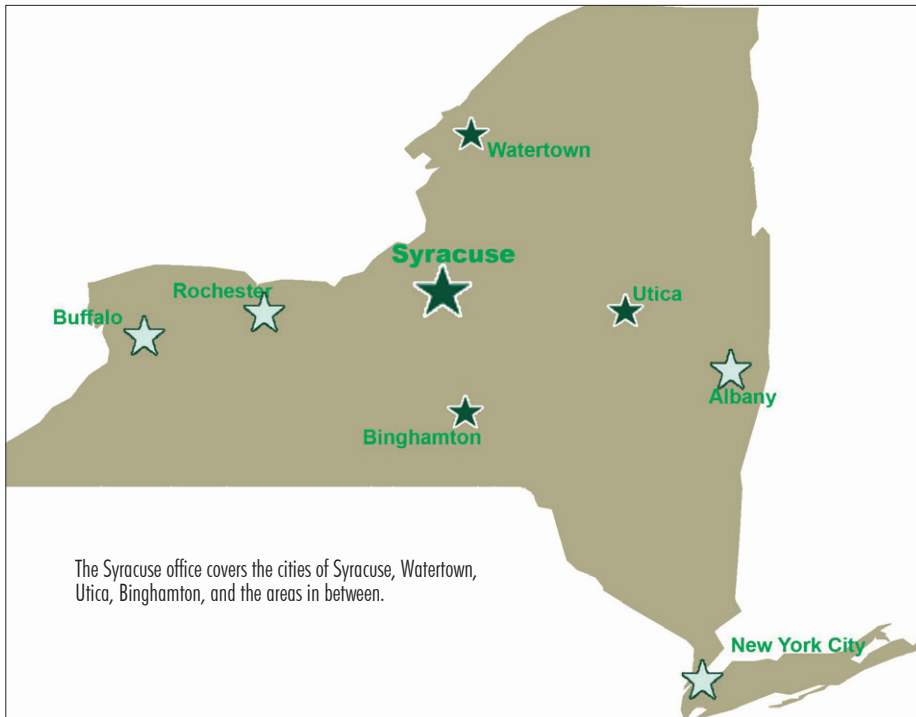 Watertown
Syracuse
Rochester
Utica
Buffalo
Albany
Binghamton
The Syracuse office covers the cities of Syracuse, Watertown,
Utica, Binghamton, and the areas in between.
New York City